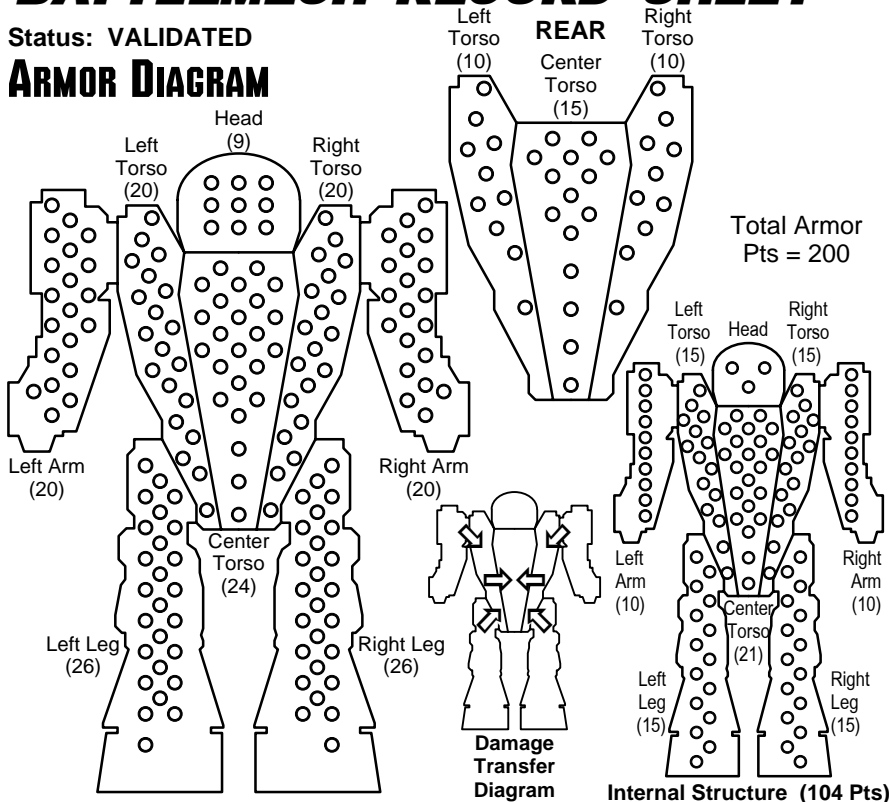 BATTLEMECH RECORD SHEET
Status: VALIDATED
ARMOR DIAGRAM
Head
(9)
Left
Torso
(20)
Right
Torso
(20)
Left Arm
(20)
Right Arm
(20)
Center
Torso
(24)
Left Leg
(26)
Right Leg
(26)
REAR
Left
Torso
(10)
Center
Torso
(15)
Right
Torso
(10)
Total Armor
Pts = 200
Left
Torso
(15)
Head
Right
Torso
(15)
Left
Arm
(10)
Right
Arm
(10)
Center
Torso
(21)
Left
Leg
(15)
Right
Leg
(15)
Damage
Transfer
Diagram
Internal Structure (104 Pts)